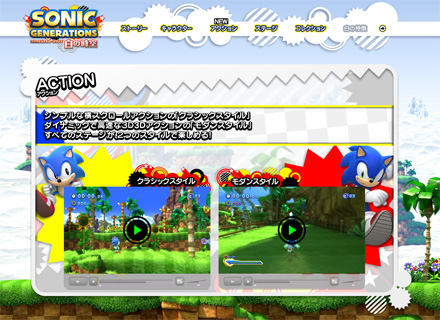 SONIC
GENERATIONS
白の時空
ストーリー
キャラクター
NEW
アクション
ステージ
コレクション
白の時空
ACTION
アクション
シンプルな横スクロールアクションの「クラシックスタイル」
ダイナミックで爽快な3D3Dアクションの「モダンスタイル」
すべてのステージが2つのスタイルで楽しめる!
クラシックスタイル
モダンスタイル